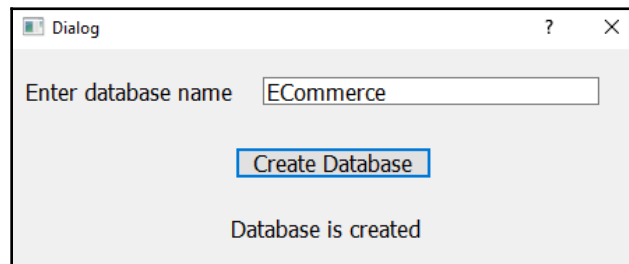 Dialog ?
Enter database name ECommerce
Create Database
Database is created